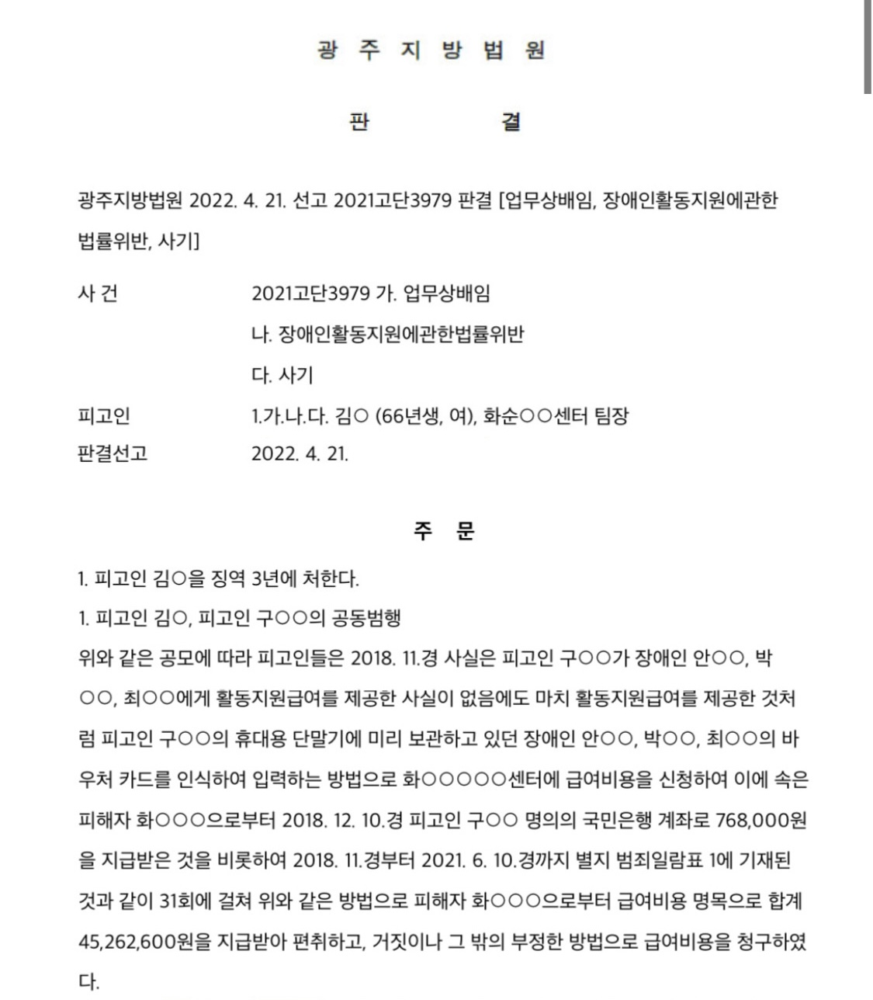 광 주 지 방 법 원
판 결
광주지방법원 2022. 4. 21. 선고 2021고단3979 판결 [업무상배임, 장애인활동지원에관한
법률위반, 사기]
사 건 2021고단3979 가. 업무상배임
나. 장애인활동지원에관한법률위반
다. 사기
피고인 1.가.나.다. 김○ (66년생, 여), 화순○○센터 팀장
판결선고 2022. 4. 21.
주 문
1. 피고인 김○을 징역 3년에 처한다.
1. 피고인 김○, 피고인 구○○의 공동범행
위와 같은 공모에 따라 피고인들은 2018. 11.경 사실은 피고인 구○○가 장애인 안○○, 박
○○, 최○○에게 활동지원급여를 제공한 사실이 없음에도 마치 활동지원급여를 제공한 것처
럼 피고인 구○○의 휴대용 단말기에 미리 보관하고 있던 장애인 안○○, 박○○, 최○○의 바
우처 카드를 인식하여 입력하는 방법으로 화○○○○○센터에 급여비용을 신청하여 이에 속은
피해자 화○○○으로부터 2018. 12. 10.경 피고인 구○○ 명의의 국민은행 계좌로 768,000원
을 지급받은 것을 비롯하여 2018. 11.경부터 2021. 6. 10.경까지 별지 범죄일람표 1에 기재된
것과 같이 31회에 걸쳐 위와 같은 방법으로 피해자 화○○○으로부터 급여비용 명목으로 합계
45,262,600원을 지급받아 편취하고, 거짓이나 그 밖의 부정한 방법으로 급여비용을 청구하였
다.